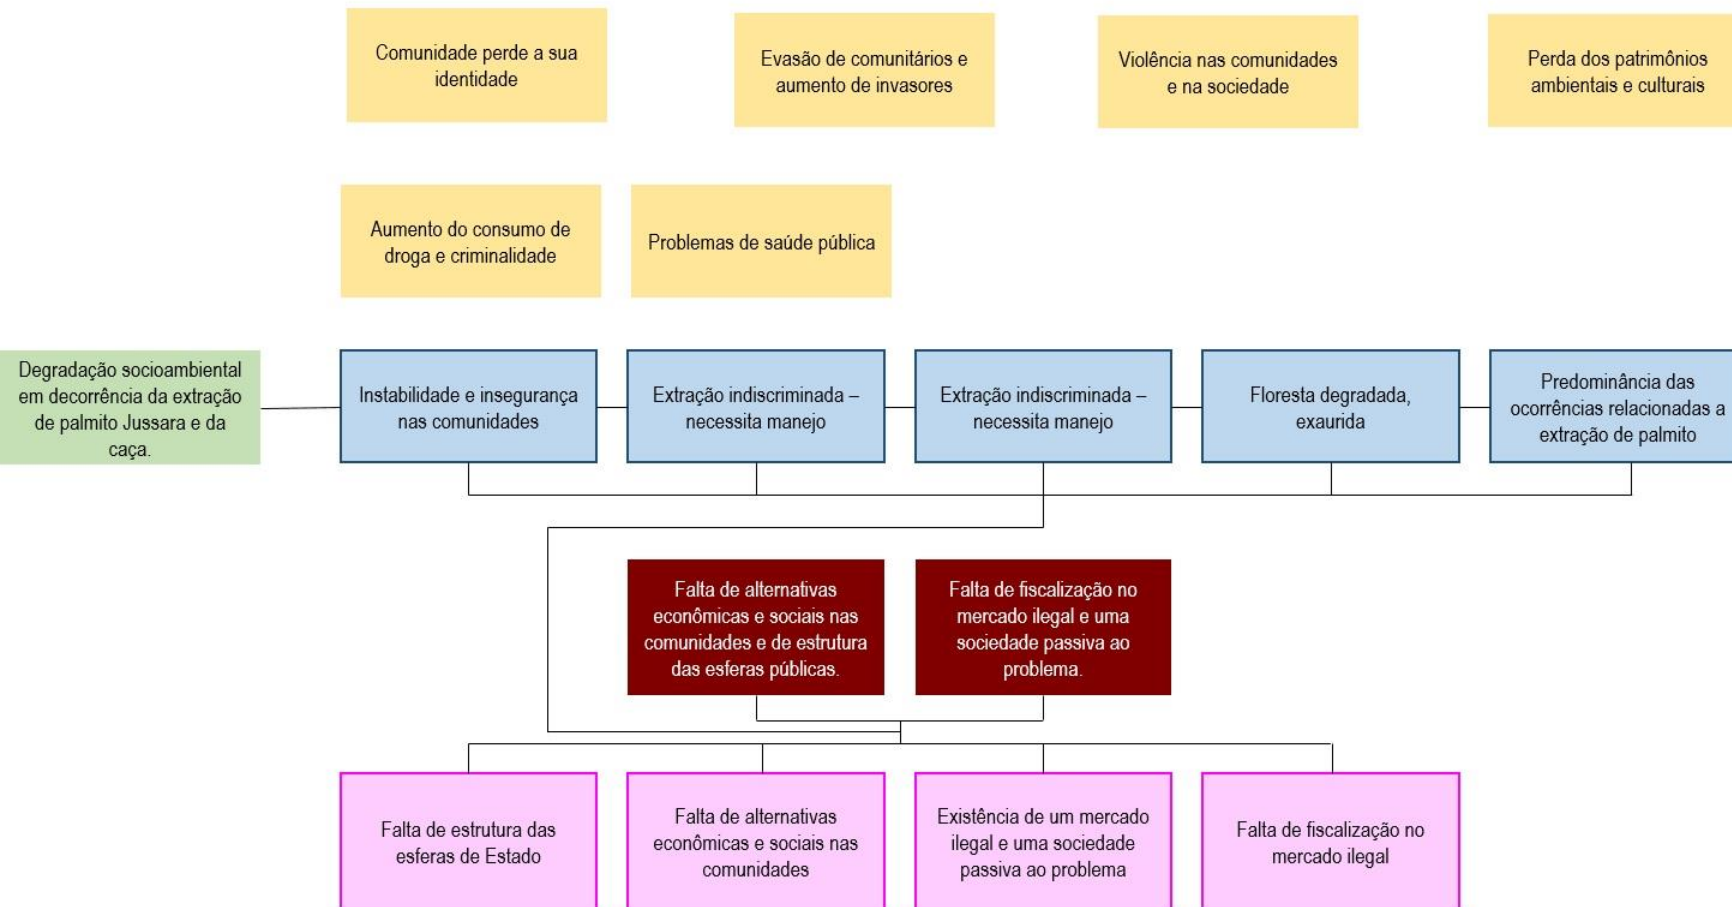 Comunidade perde a sua
identidade
Evasão de comunitários e
aumento de invasores
Violência nas comunidades
e na sociedade
Perda dos patrimônios
ambientais e culturais
Aumento do consumo de
droga e criminalidade
Problemas de saúde pública
Degradação socioambiental
em decorrência da extração
de palmito Jussara e da
caça.
Instabilidade e insegurança
nas comunidades
Extração indiscriminada –
necessita manejo
Extração indiscriminada –
necessita manejo
Floresta degradada,
exaurida
Predominância das
ocorrências relacionadas a
extração de palmito
Falta de alternativas
econômicas e sociais nas
comunidades e de estrutura
das esferas públicas.
Falta de fiscalização no
mercado ilegal e uma
sociedade passiva ao
problema.
Falta de estrutura das
esferas de Estado
Falta de alternativas
econômicas e sociais nas
comunidades
Existência de um mercado
ilegal e uma sociedade
passiva ao problema
Falta de fiscalização no
mercado ilegal